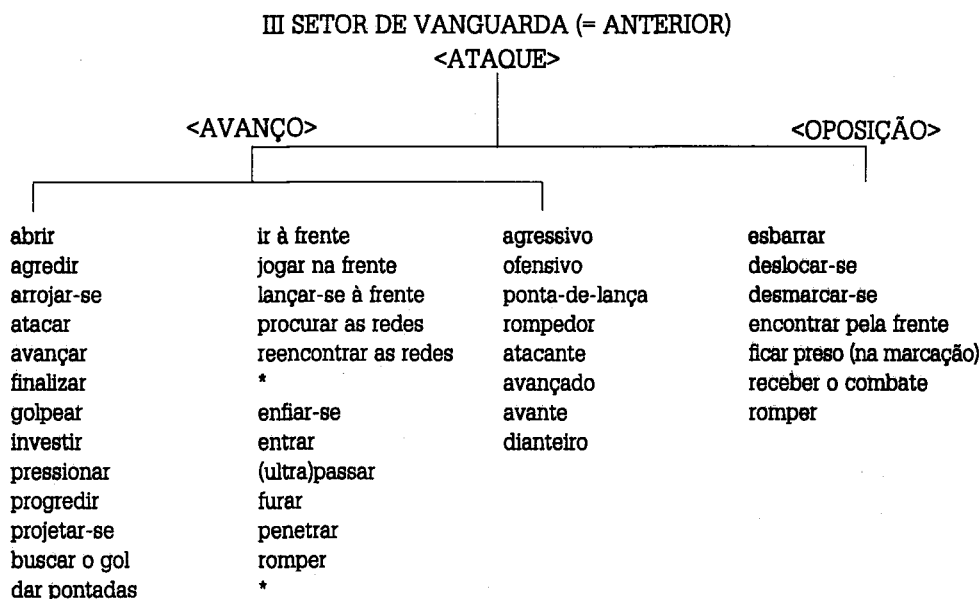 III SETOR DE VANGUARDA (= ANTERIOR)
<ATAQUE>
<AVANÇO> <OPOSIÇÃO>
abrir ir à frente agressivo esbarrar
agredir jogar na frente ofensivo deslocar-se
arrojar-se lançar-se à frente ponta-de-lança desmarcar-se
atacar procurar as redes rompedor encontrar pela frente
avançar reencontrar as redes atacante ficar preso (na marcação)
finalizar * avançado receber o combate
golpear enfiar-se avante romper
investir entrar dianteiro
pressionar (ultra)passar
progredir furar
projetar-se penetrar
buscar o gol romper
dar pontadas *